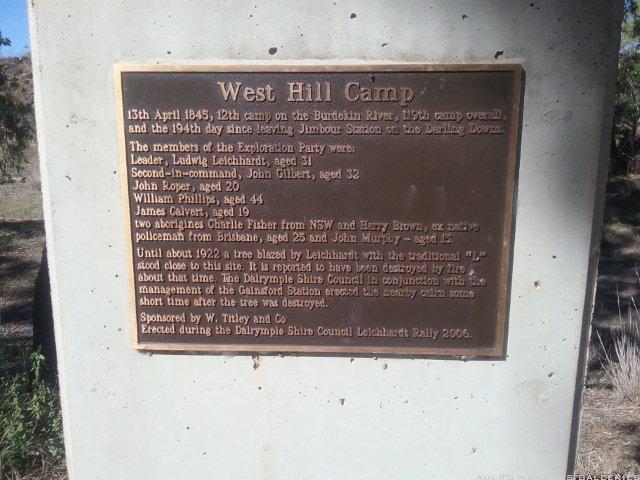 West Hill Camp
13th April 1845, 12th camp on the Burdekin River, 119th camp overall,
and the 194th day since leaving Jimbour Station on the Darling Downs.
The members of the Exploration Party were:
Leader, Ludwig Leichhardt, aged 31
Second-in-command, John Gilbert, aged 32
John Roper, aged 20
William Phillips, aged 44
James Calvert, aged 19
two aborigines Charlie Fisher from NSW and Harry Brown, ex native
policeman from Brisbane, aged 25 and John Murphy - aged 15.
Until about 1922 a tree blazed by Leichhardt with the traditional "L"
stood close to this site. It is reported to have been destroyed by fire
about that time. The Dalrymple Shire Council in conjunction with the
management of the Gainsford Station erected the nearby cairn some
short time after the tree was destroyed.
Sponsored by W. Titley and Co
Erected during the Dalrymple Shire Council Leichhardt Rally 2006.